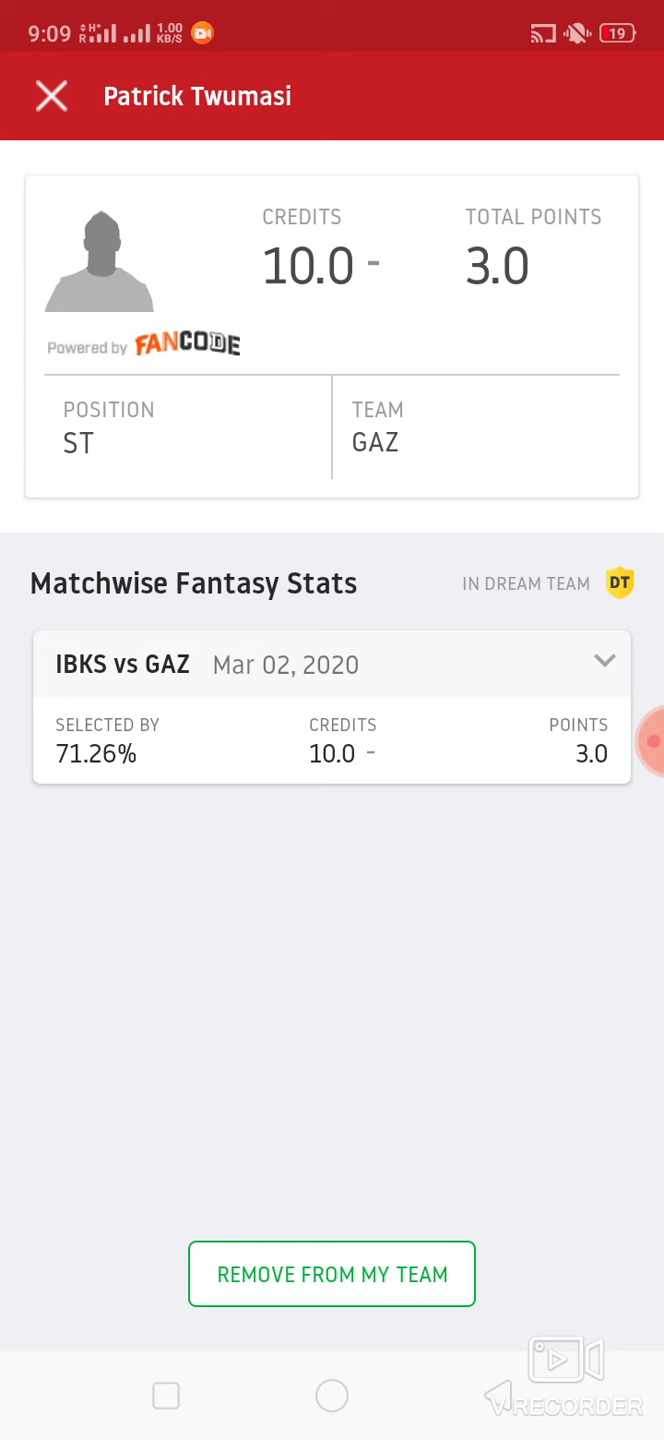 9:09 R H+ 1.00 KB/S 19
Patrick Twumasi
CREDITS TOTAL POINTS
10.0 - 3.0
Powered by FANCODE
POSITION TEAM
ST GAZ
Matchwise Fantasy Stats IN DREAM TEAM DT
IBKS vs GAZ Mar 02, 2020
SELECTED BY CREDITS POINTS
71.26% 10.0 - 3.0
REMOVE FROM MY TEAM
VRECORDER